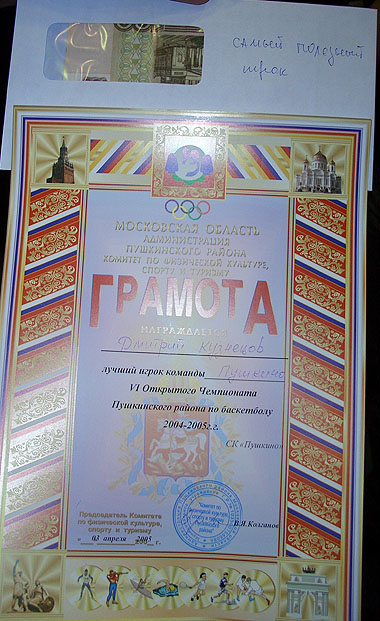 самый полезный
игрок
МОСКОВСКАЯ ОБЛАСТЬ
АДМИНИСТРАЦИЯ
ПУШКИНСКОГО РАЙОНА
КОМИТЕТ ПО ФИЗИЧЕСКОЙ КУЛЬТУРЕ,
СПОРТУ И ТУРИЗМУ
ГРАМОТА
НАГРАЖДАЕТСЯ
Дмитрий Кузнецов
лучший игрок команды Пушкино
VI Открытого Чемпионата
Пушкинского района по баскетболу
2004-2005г.г.
СК «Пушкино»
Председатель Комитета
по физической культуре,
спорту и туризму
В.Я.Колганов
" 03 апреля 2005